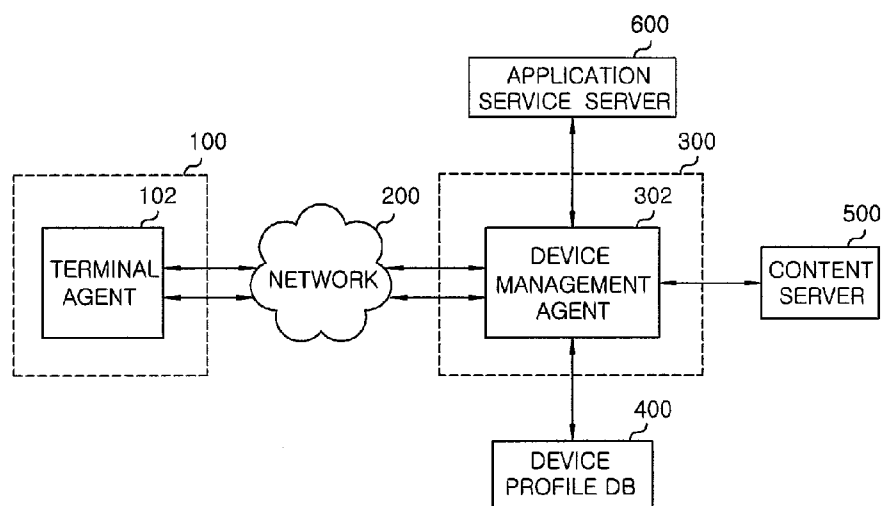 600
APPLICATION
SERVICE SERVER
100
300
102
200
302
500
TERMINAL
AGENT
NETWORK
DEVICE
MANAGEMENT
AGENT
CONTENT
SERVER
400
DEVICE
PROFILE DB